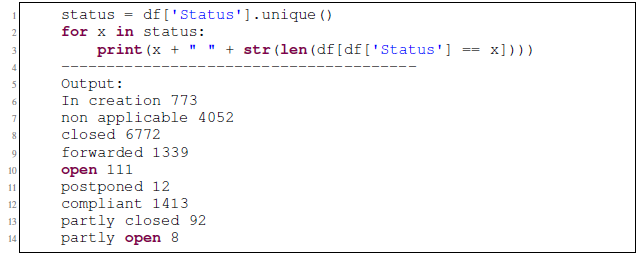 1 status = df['Status'].unique()
2 for x in status:
3 print(x + " " + str(len(df[df['Status'] == x])))
4 ---------------------------------------
5 Output:
6 In creation 773
7 non applicable 4052
8 closed 6772
9 forwarded 1339
10 open 111
11 postponed 12
12 compliant 1413
13 partly closed 92
14 partly open 8